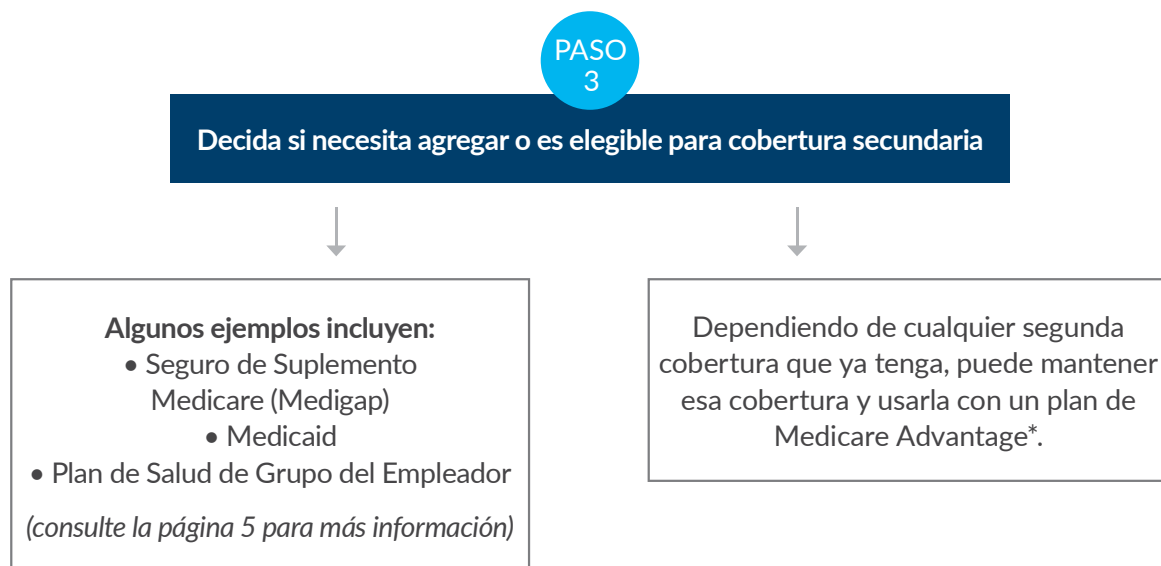 PASO
3
Decida si necesita agregar o es elegible para cobertura secundaria
Algunos ejemplos incluyen:
• Seguro de Suplemento
Medicare (Medigap)
• Medicaid
• Plan de Salud de Grupo del Empleador
(consulte la página 5 para más información)
Dependiendo de cualquier segunda
cobertura que ya tenga, puede mantener
esa cobertura y usarla con un plan de
Medicare Advantage*.